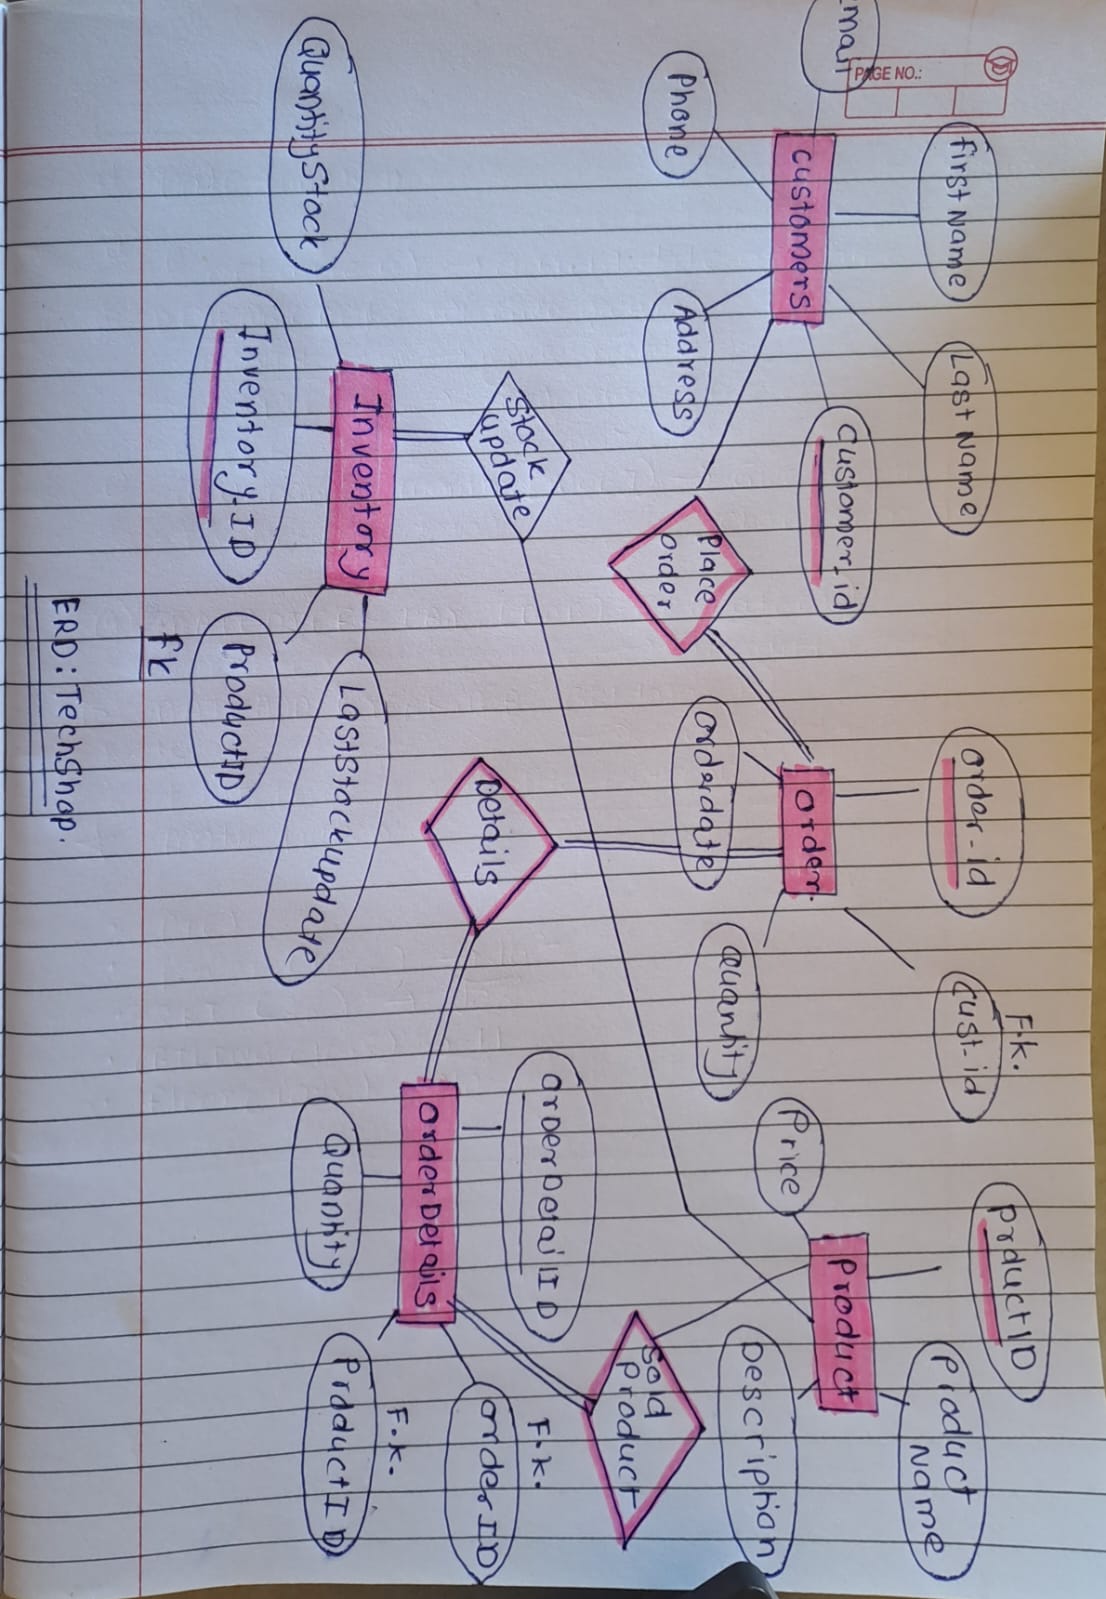 PAGE NO.:
Email
first Name
Last Name
Phone
customers
Address
Customer_id
Place
order
order_id
F.k.
cust_id
order
orderdate
Quantity
Price
ProductID
Product
Product
Name
Description
Sold
Product
QuantityStock
Stock
update
Inventory
Inventory_ID
ProductID
fk
LastStockupdate
Details
OrDerDetailID
orderDetails
Quantity
F.k.
orderID
F.k.
ProductID
ERD: TechShop.